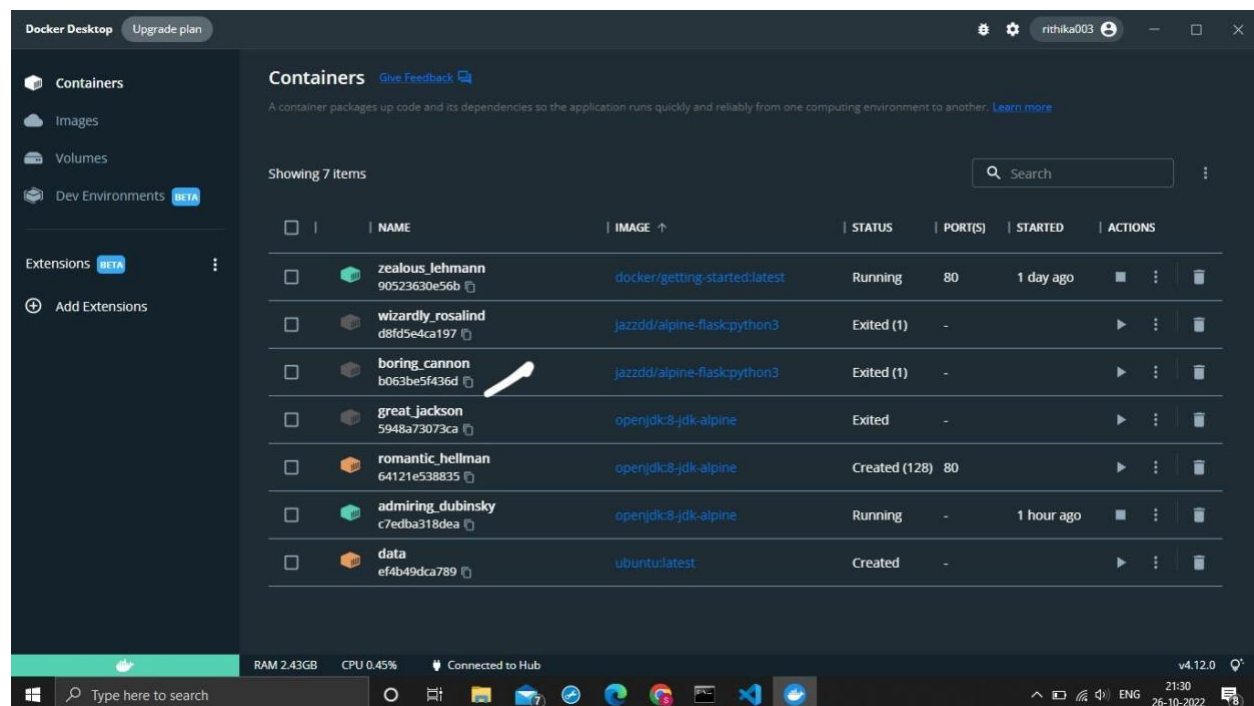 Docker Desktop Upgrade plan rithika003
Containers
Images
Volumes
Dev Environments BETA
Extensions BETA
Add Extensions
Containers Give Feedback
A container packages up code and its dependencies so the application runs quickly and reliably from one computing environment to another. Learn more
Showing 7 items Search
NAME IMAGE ↑ STATUS PORT(S) STARTED ACTIONS
zealous_lehmann docker/getting-started:latest Running 80 1 day ago
90523630e56b
wizardly_rosalind jazzdd/alpine-flask:python3 Exited (1) -
d8fd5e4ca197
boring_cannon jazzdd/alpine-flask:python3 Exited (1) -
b063be5f436d
great_jackson openjdk:8-jdk-alpine Exited -
5948a73073ca
romantic_hellman openjdk:8-jdk-alpine Created (128) 80
64121e538835
admiring_dubinsky openjdk:8-jdk-alpine Running - 1 hour ago
c7edba318dea
data ubuntu:latest Created -
ef4b49dca789
RAM 2.43GB CPU 0.45% Connected to Hub v4.12.0
Type here to search 7 ENG 21:30
26-10-2022 8